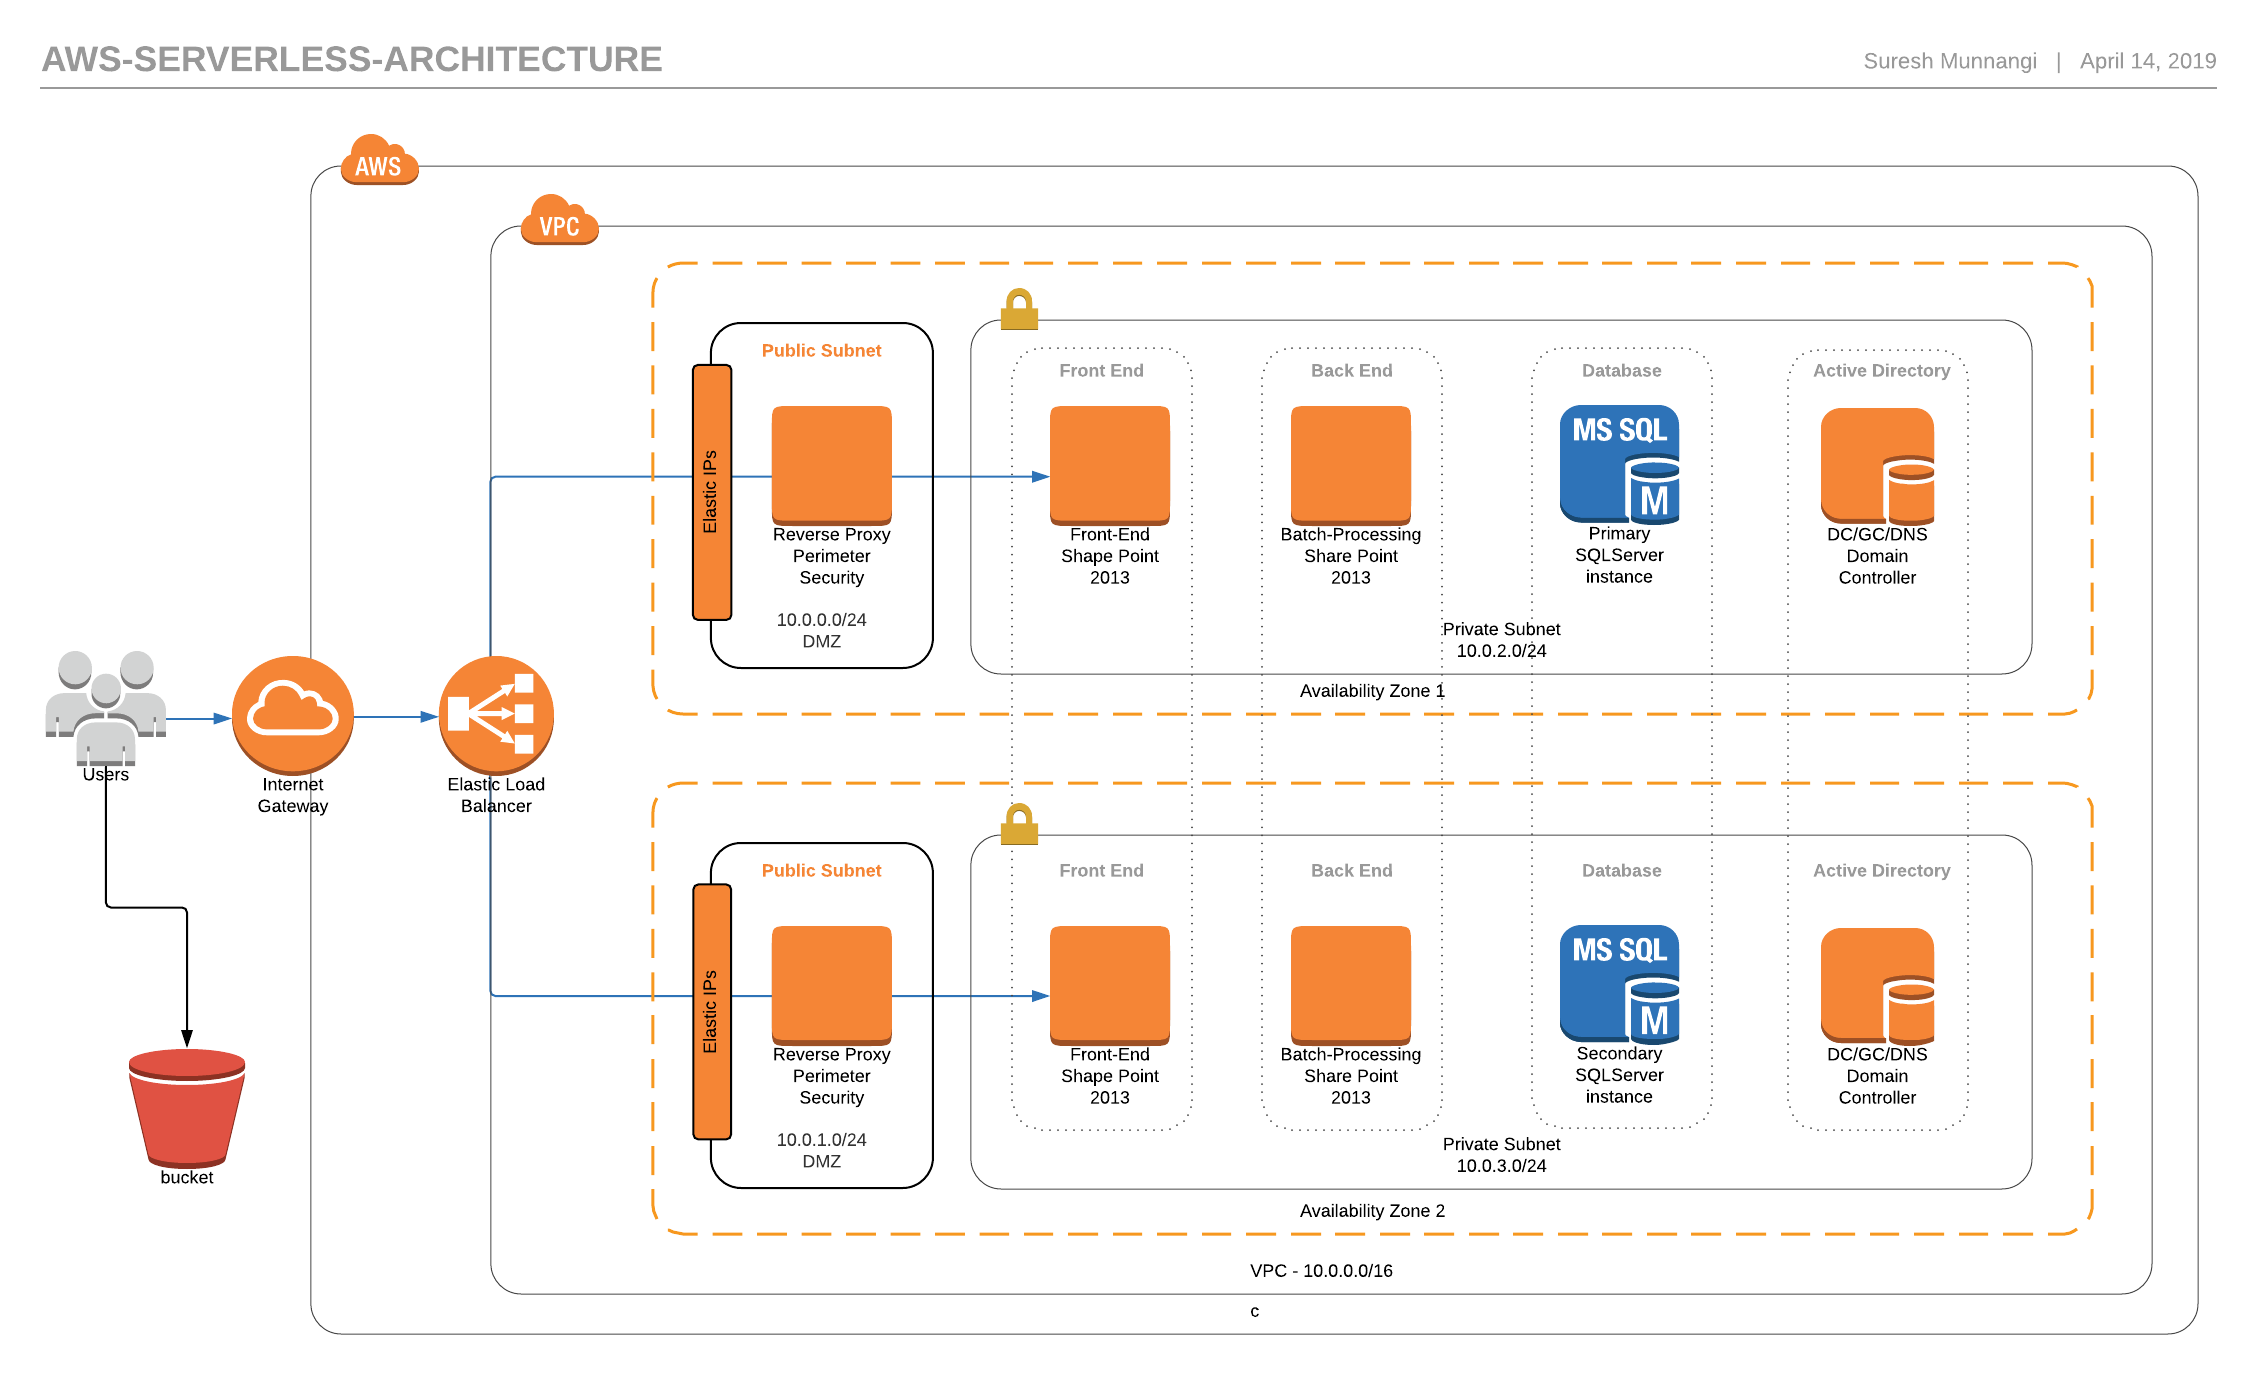 AWS-SERVERLESS-ARCHITECTURE
Suresh Munnangi | April 14, 2019
AWS
VPC
Public Subnet
Elastic IPs
Reverse Proxy
Perimeter
Security
10.0.0.0/24
DMZ
Front End
Front-End
Shape Point
2013
Back End
Batch-Processing
Share Point
2013
Database
MS SQL
M
Primary
SQLServer
instance
Active Directory
DC/GC/DNS
Domain
Controller
Private Subnet
10.0.2.0/24
Availability Zone 1
Users
Internet
Gateway
Elastic Load
Balancer
Public Subnet
Elastic IPs
Reverse Proxy
Perimeter
Security
10.0.1.0/24
DMZ
Front End
Front-End
Shape Point
2013
Back End
Batch-Processing
Share Point
2013
Database
MS SQL
M
Secondary
SQLServer
instance
Active Directory
DC/GC/DNS
Domain
Controller
Private Subnet
10.0.3.0/24
Availability Zone 2
bucket
VPC - 10.0.0.0/16
c